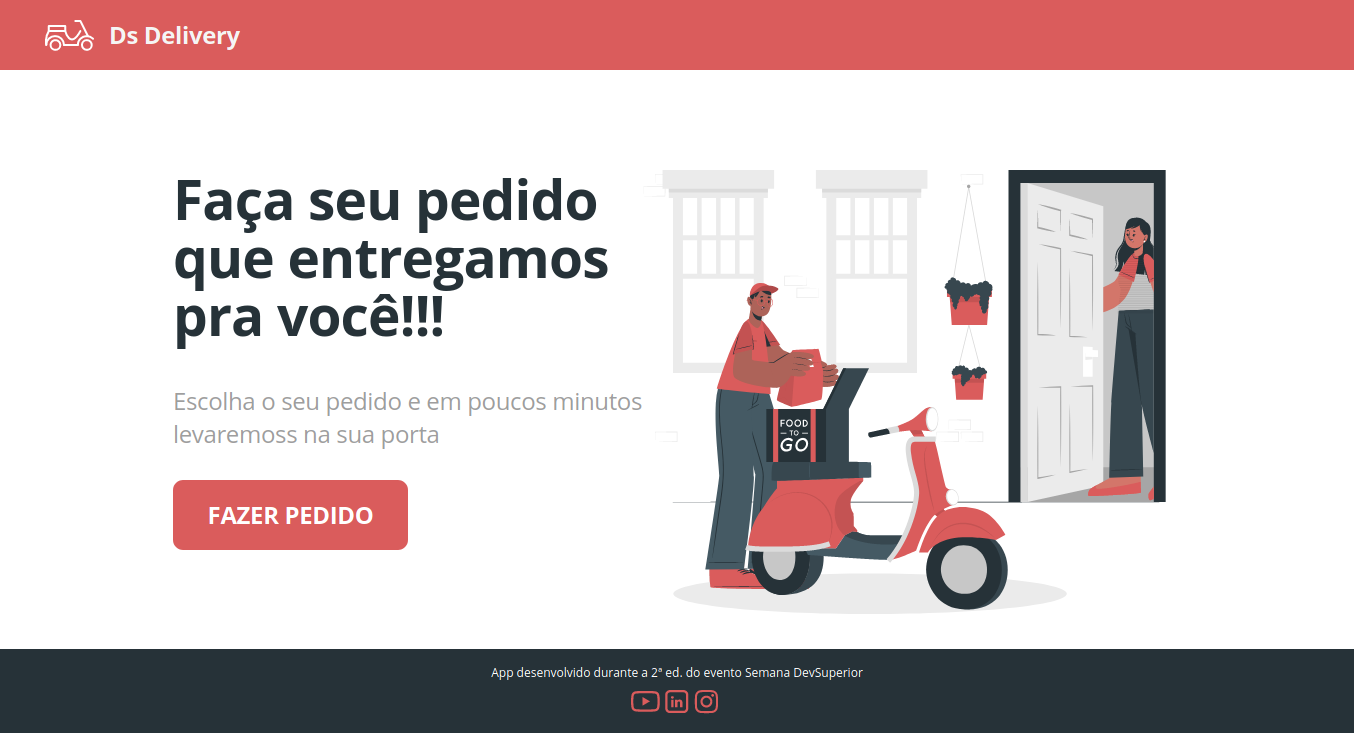 Ds Delivery
Faça seu pedido
que entregamos
pra você!!!
Escolha o seu pedido e em poucos minutos
levaremoss na sua porta
FAZER PEDIDO
FOOD
TO
GO
App desenvolvido durante a 2ª ed. do evento Semana DevSuperior
in